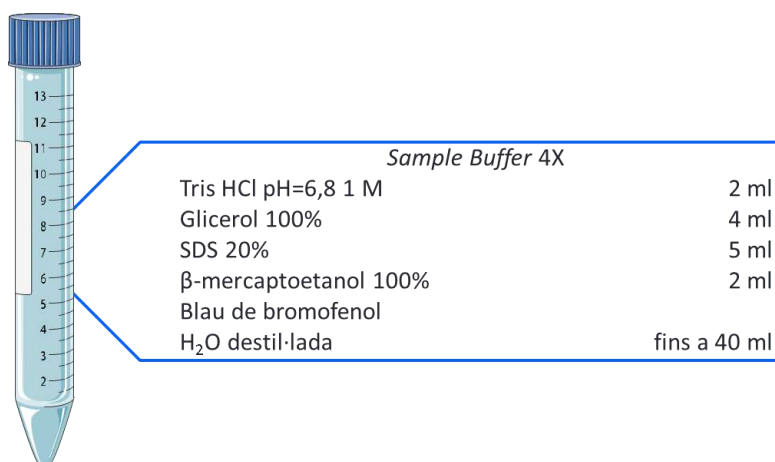 13
12
11
10
9
8
7
6
5
4
3
2
Sample Buffer 4X
Tris HCl pH=6,8 1 M 2 ml
Glicerol 100% 4 ml
SDS 20% 5 ml
β-mercaptoetanol 100% 2 ml
Blau de bromofenol
H₂O destil·lada fins a 40 ml